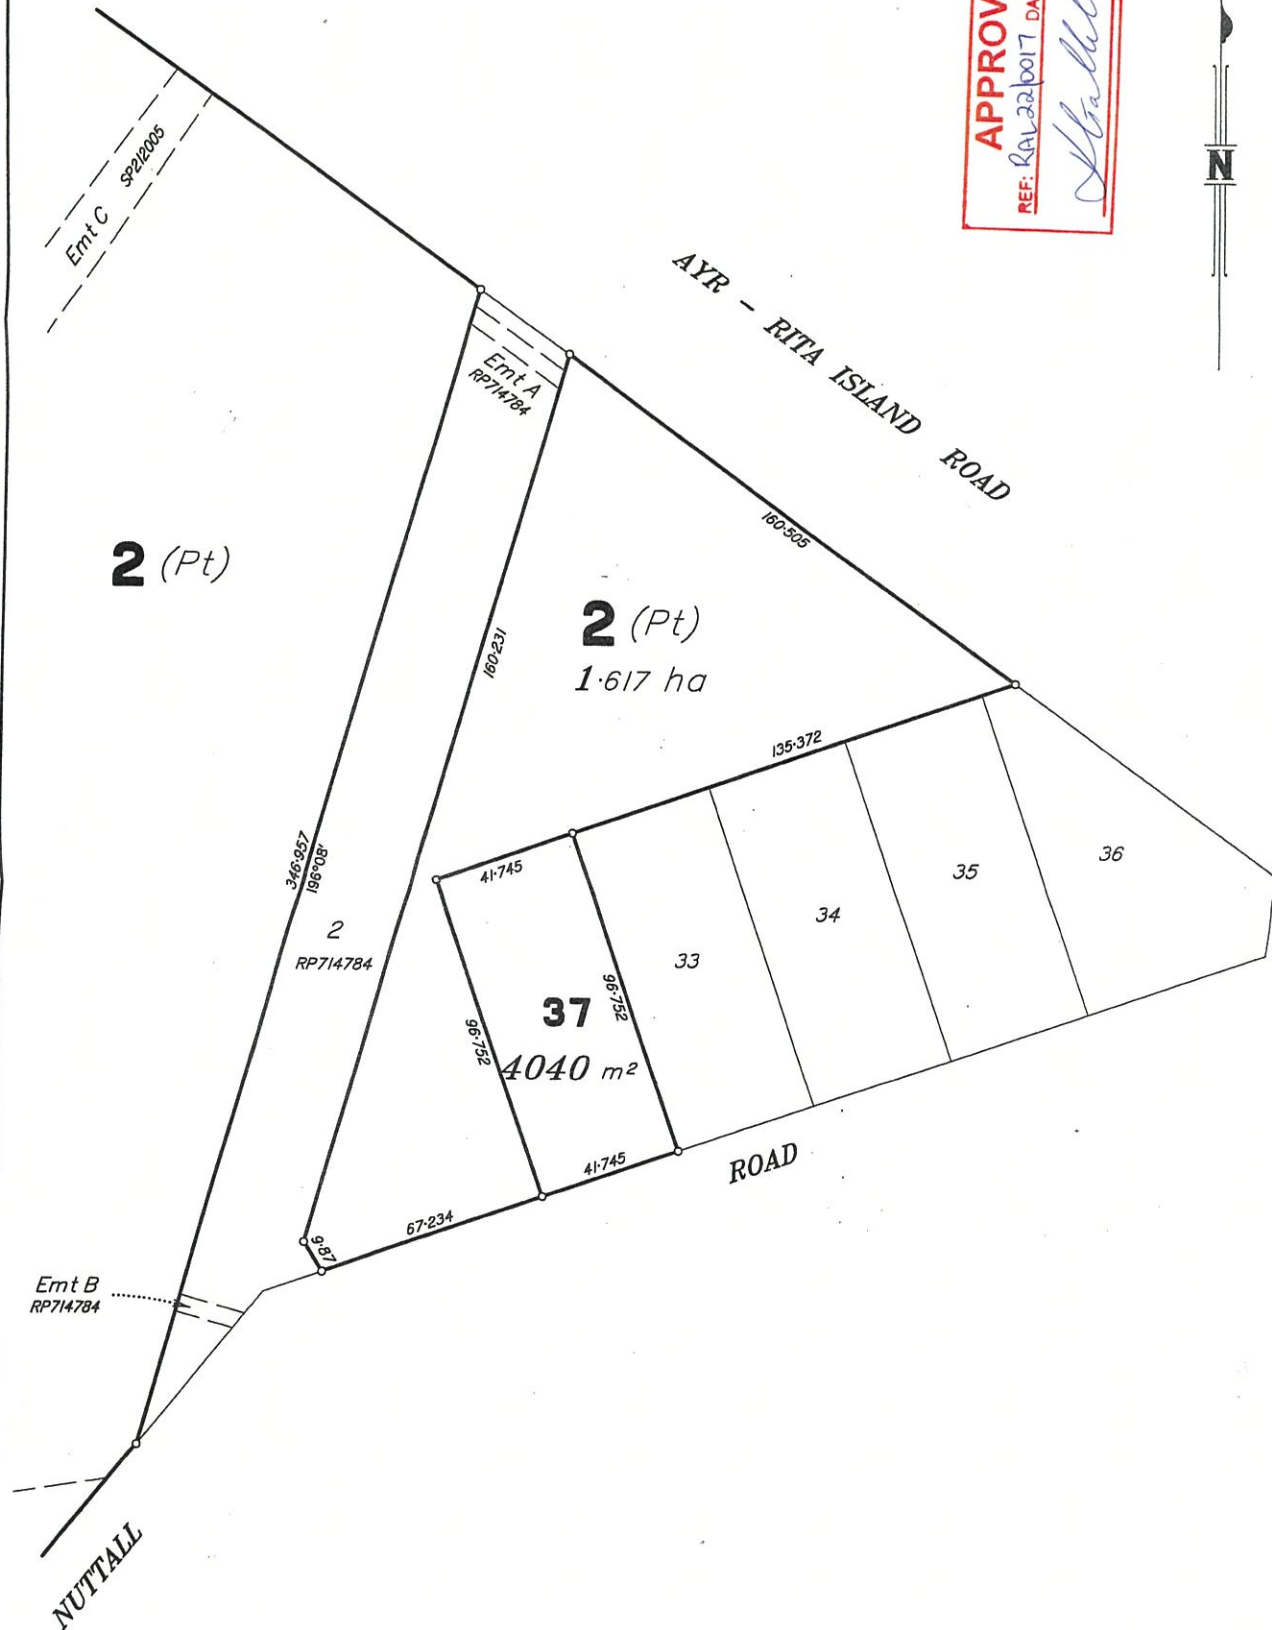 APPROV
REF: RAL22/0017 DA
N
SP212005
Emt C
AYR - RITA ISLAND ROAD
Emt A
RP714784
160·505
2 (Pt)
2 (Pt)
1·617 ha
160·231
135·372
346·957
196°08'
41·745
36
35
34
33
2
RP714784
96·752
37
96·752
4040 m²
41·745
ROAD
67·234
9·87
Emt B
RP714784
NUTTALL